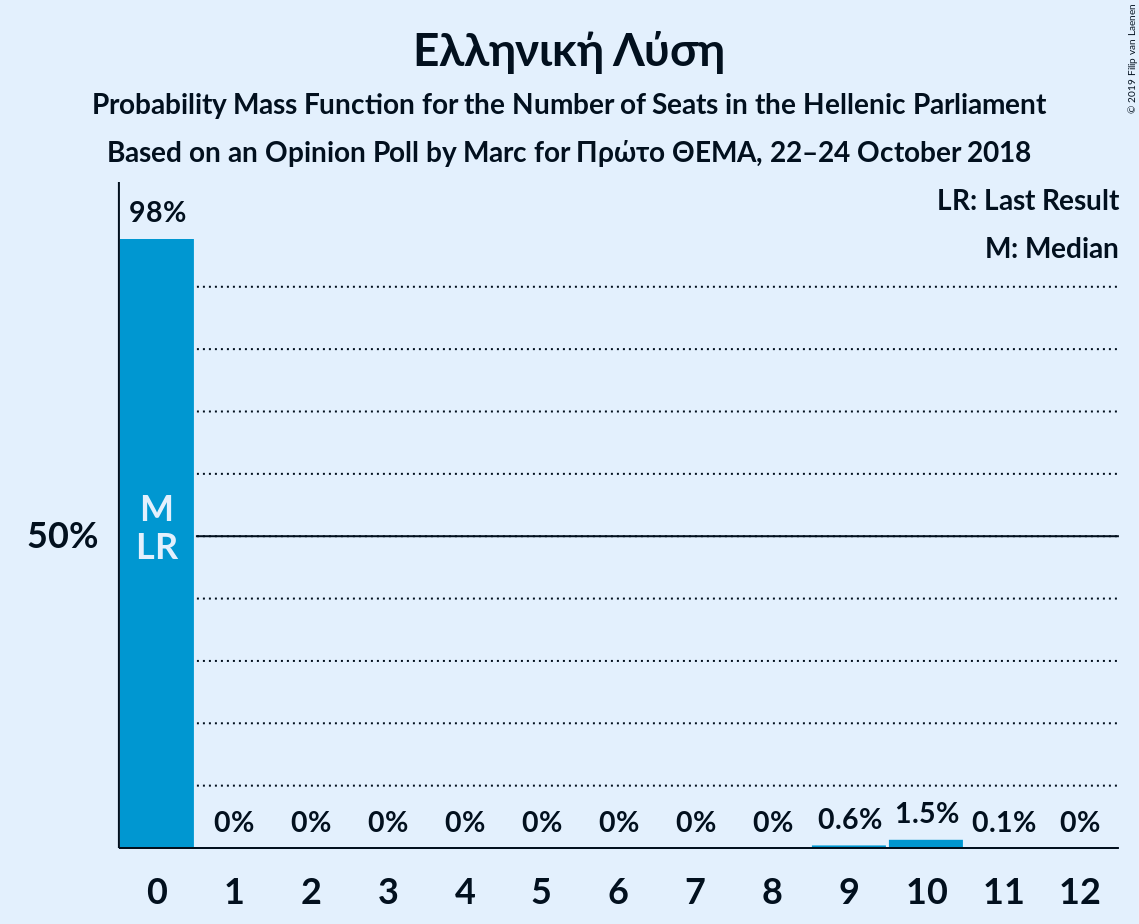 Ελληνική Λύση
Probability Mass Function for the Number of Seats in the Hellenic Parliament
Based on an Opinion Poll by Marc for Πρώτο ΘΕΜΑ, 22–24 October 2018
© 2019 Filip van Laenen
LR: Last Result
M: Median
98%
M
LR
50%
0% 0% 0% 0% 0% 0% 0% 0% 0.6% 1.5% 0.1% 0%
0 1 2 3 4 5 6 7 8 9 10 11 12